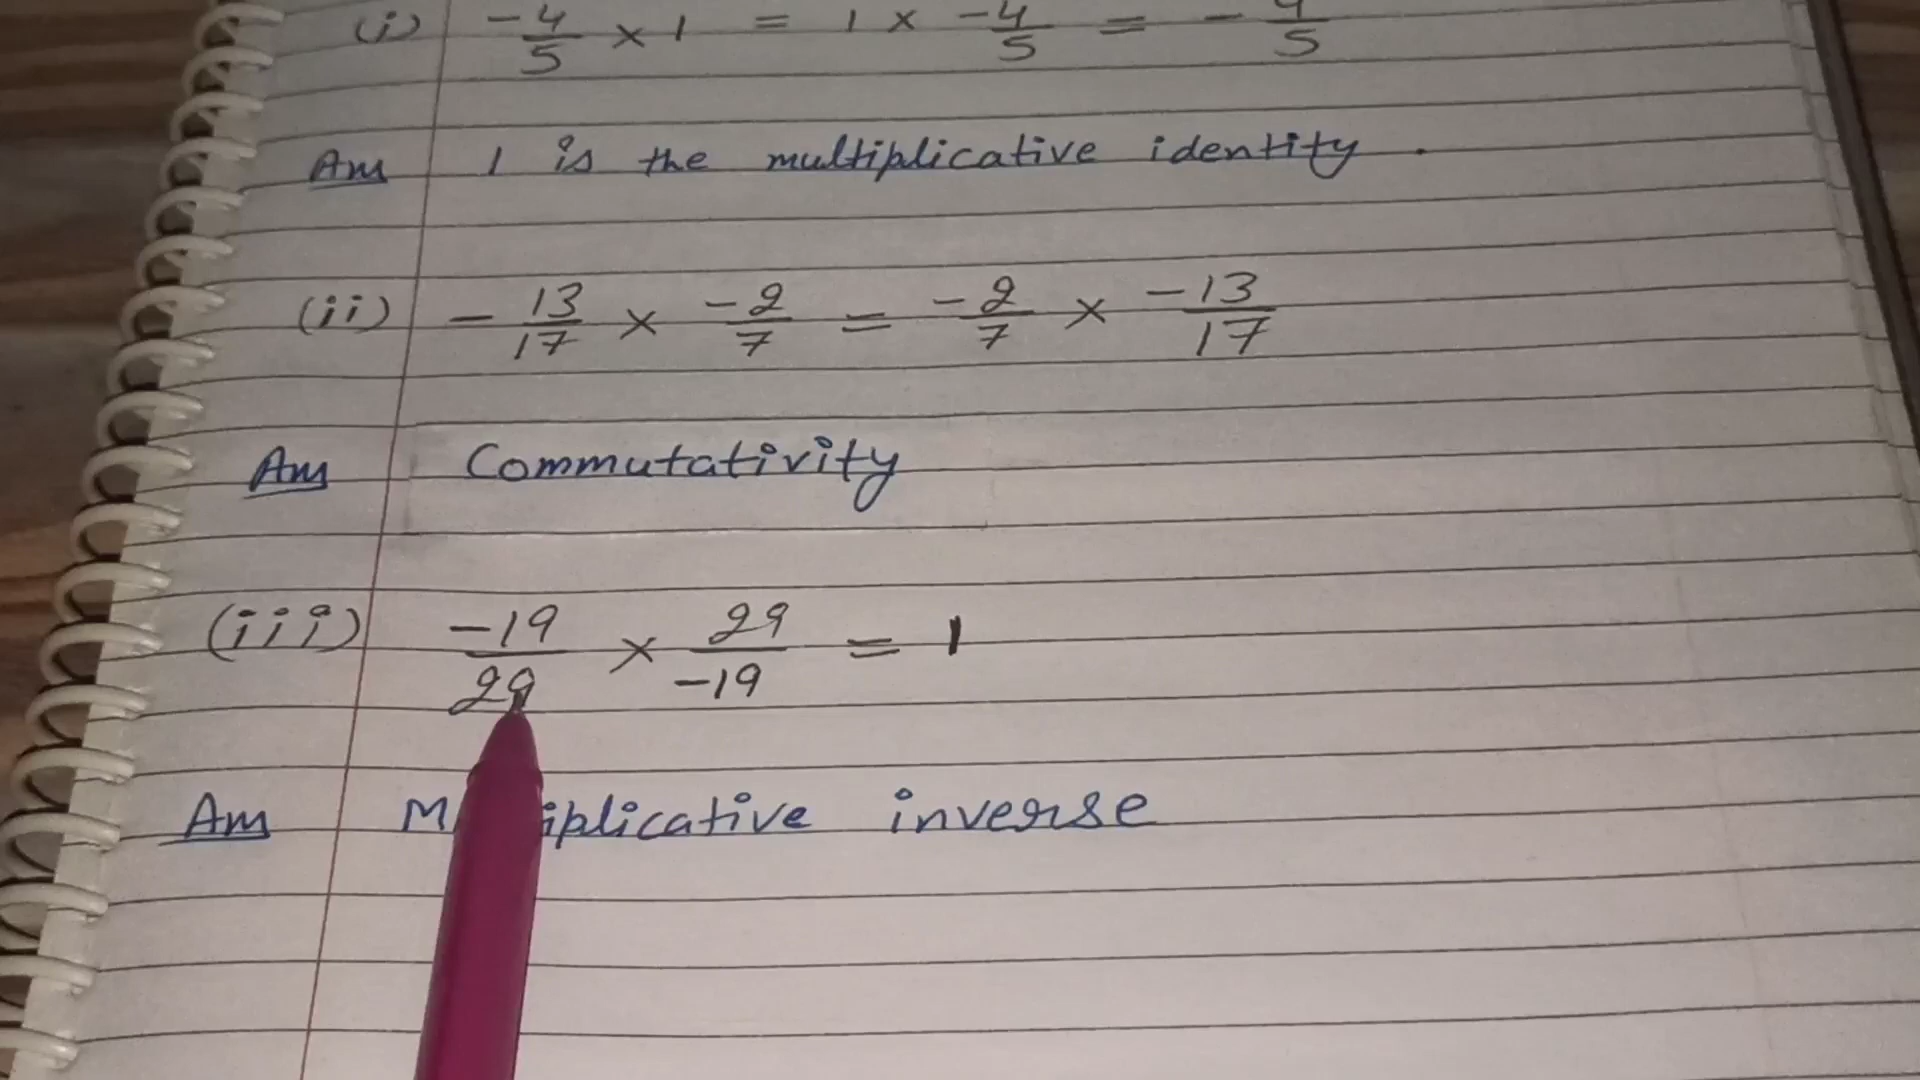 (i) -4/5 × 1 = 1 × -4/5 = - 4/5
Ans 1 is the multiplicative identity.
(ii) - 13/17 × -2/7 = -2/7 × -13/17
Ans Commutativity
(iii) -19/29 × 29/-19 = 1
Ans inverse